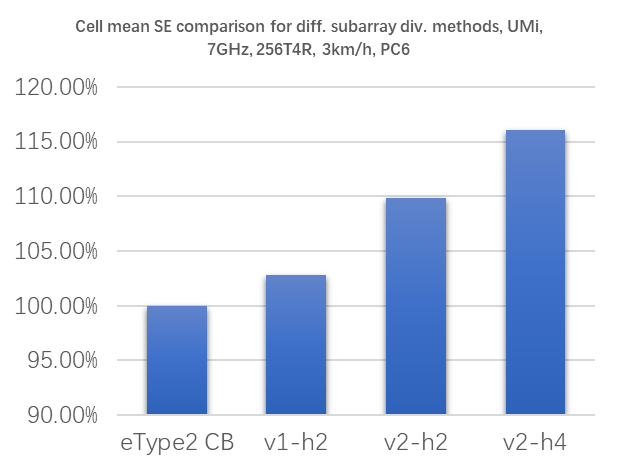 Cell mean SE comparison for diff. subarray div. methods, UMi,
7GHz, 256T4R, 3km/h, PC6
120.00%
115.00%
110.00%
105.00%
100.00%
95.00%
90.00%
eType2 CB v1-h2 v2-h2 v2-h4